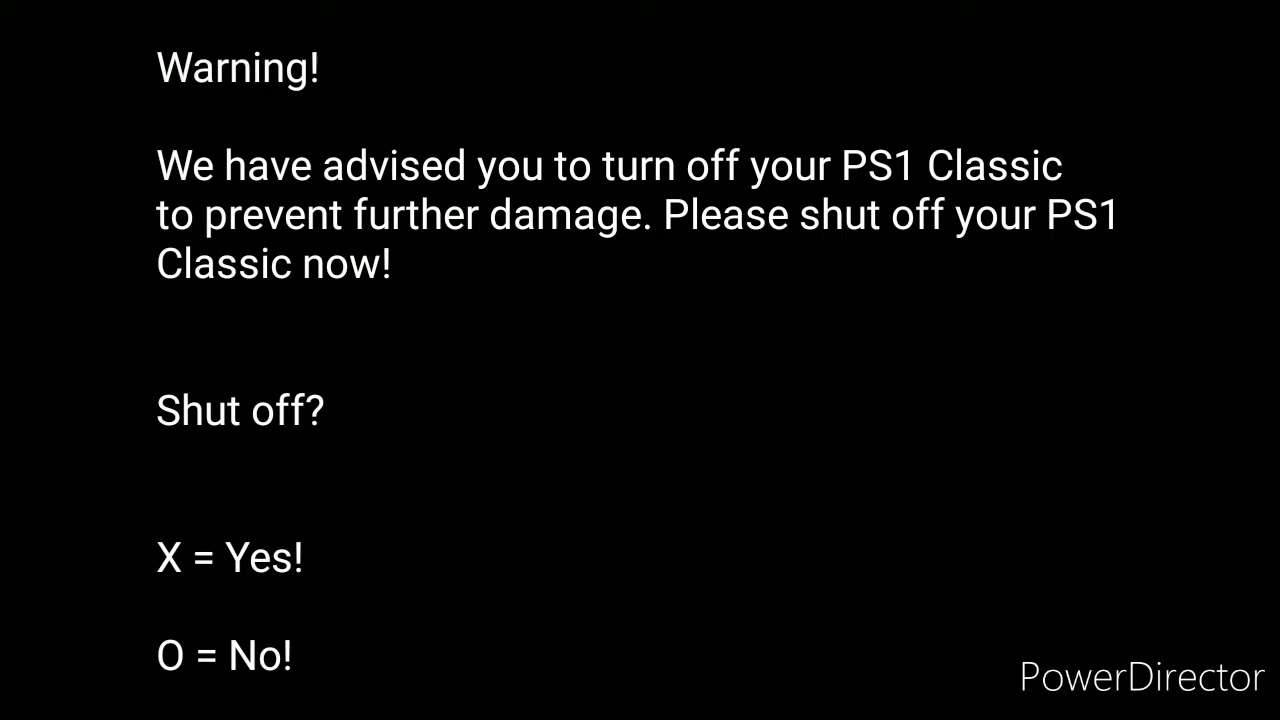 Warning!
We have advised you to turn off your PS1 Classic
to prevent further damage. Please shut off your PS1
Classic now!
Shut off?
X = Yes!
O = No!
PowerDirector